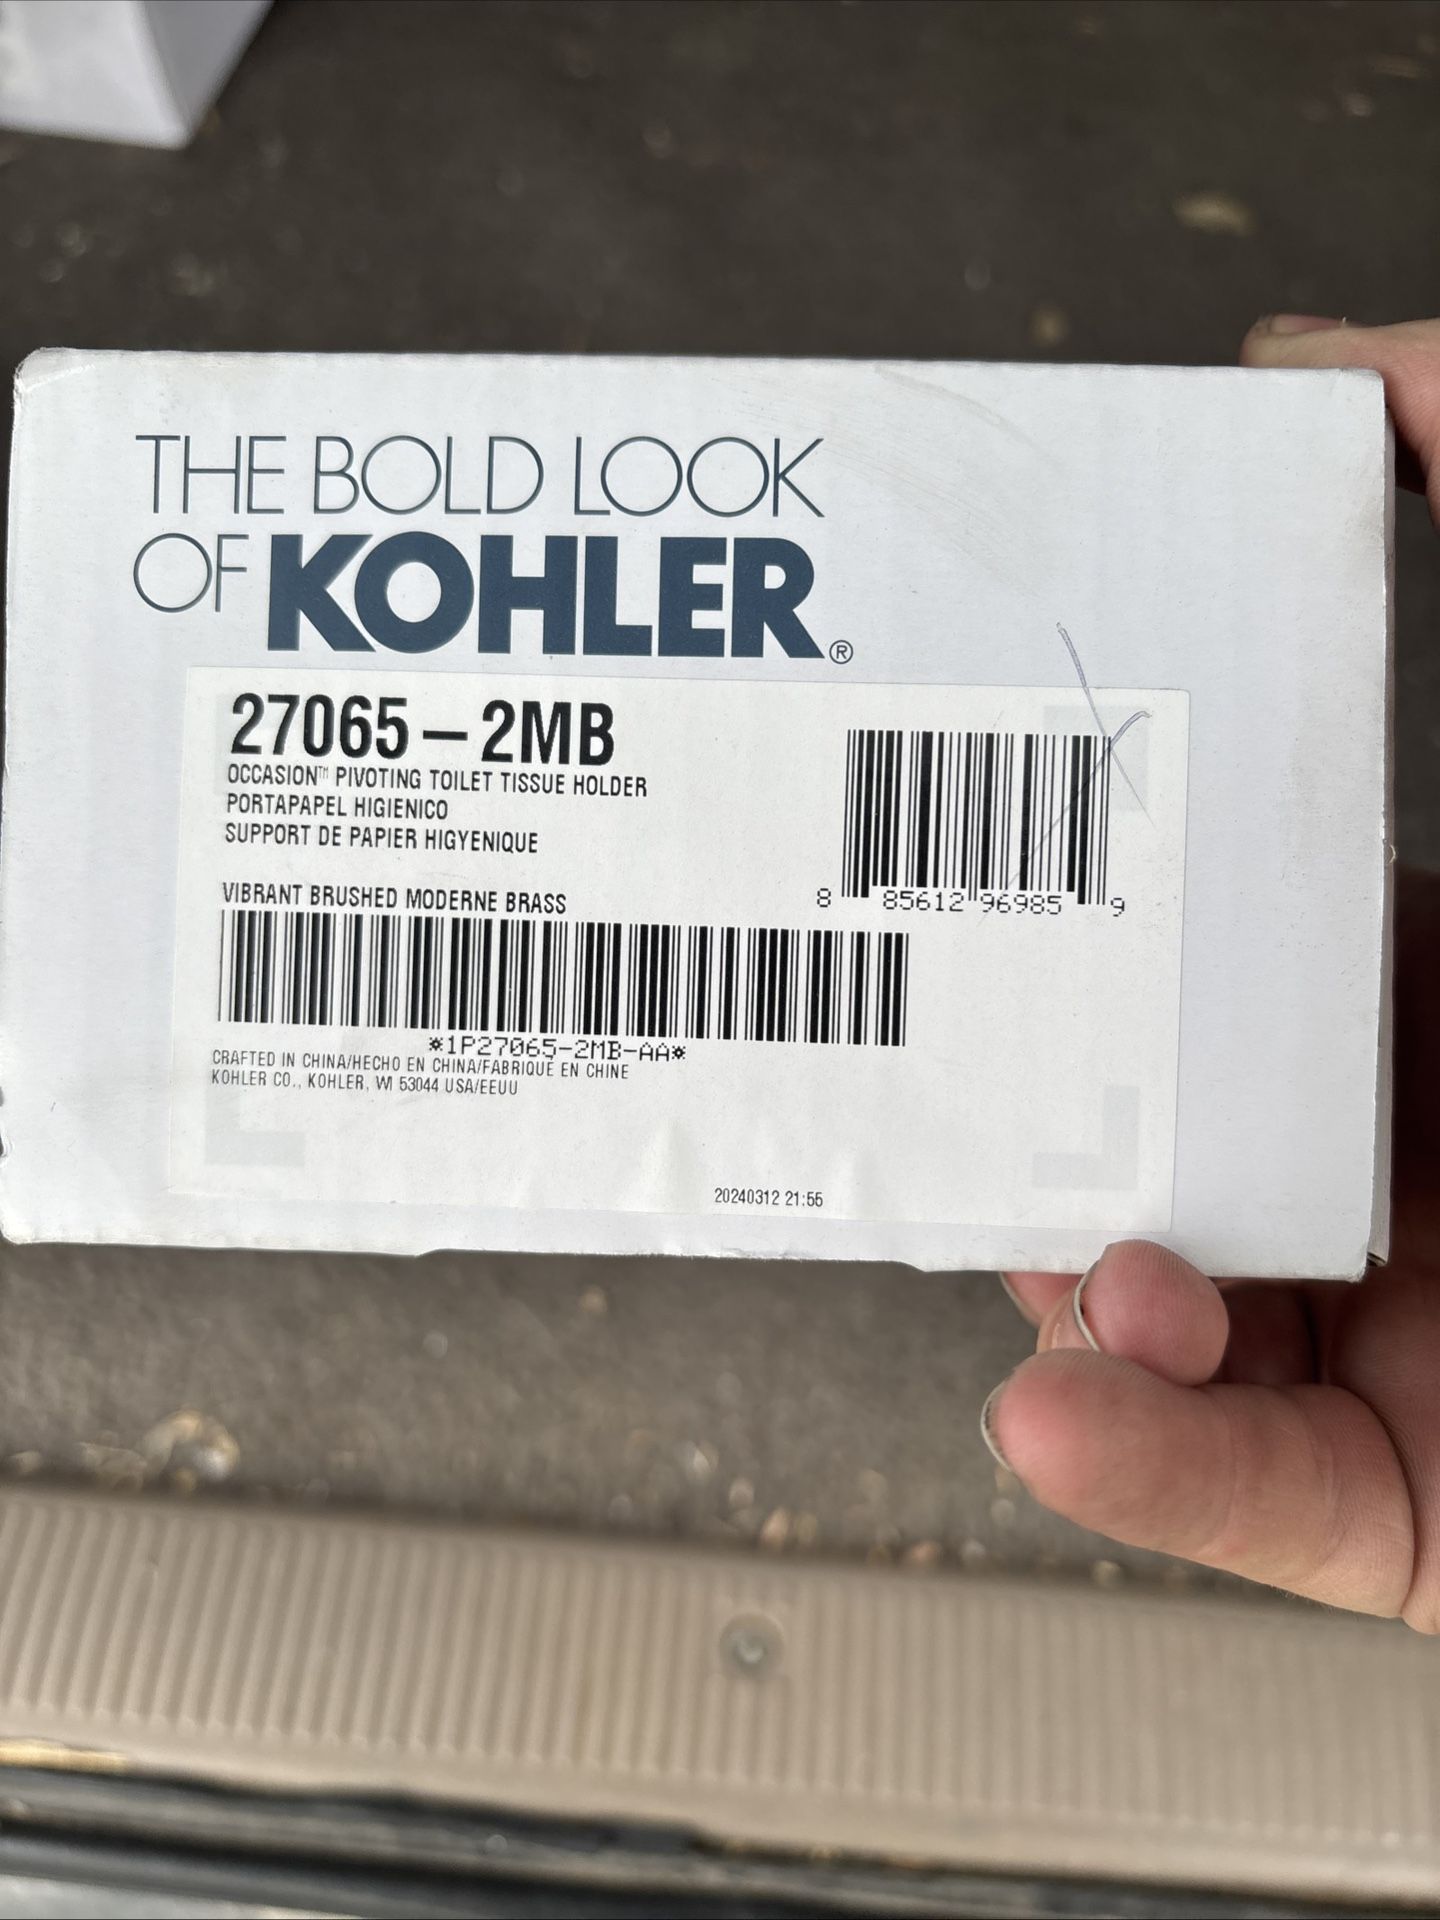 THE BOLD LOOK
OF KOHLER®
27065-2MB
OCCASION™ PIVOTING TOILET TISSUE HOLDER
PORTAPAPEL HIGIENICO
SUPPORT DE PAPIER HIGYENIQUE
VIBRANT BRUSHED MODERNE BRASS
8 85612 96985 9
*1P27065-2MB-AA*
CRAFTED IN CHINA/HECHO EN CHINA/FABRIQUÉ EN CHINE
KOHLER CO., KOHLER, WI 53044 USA/EEUU
20240312 21:55